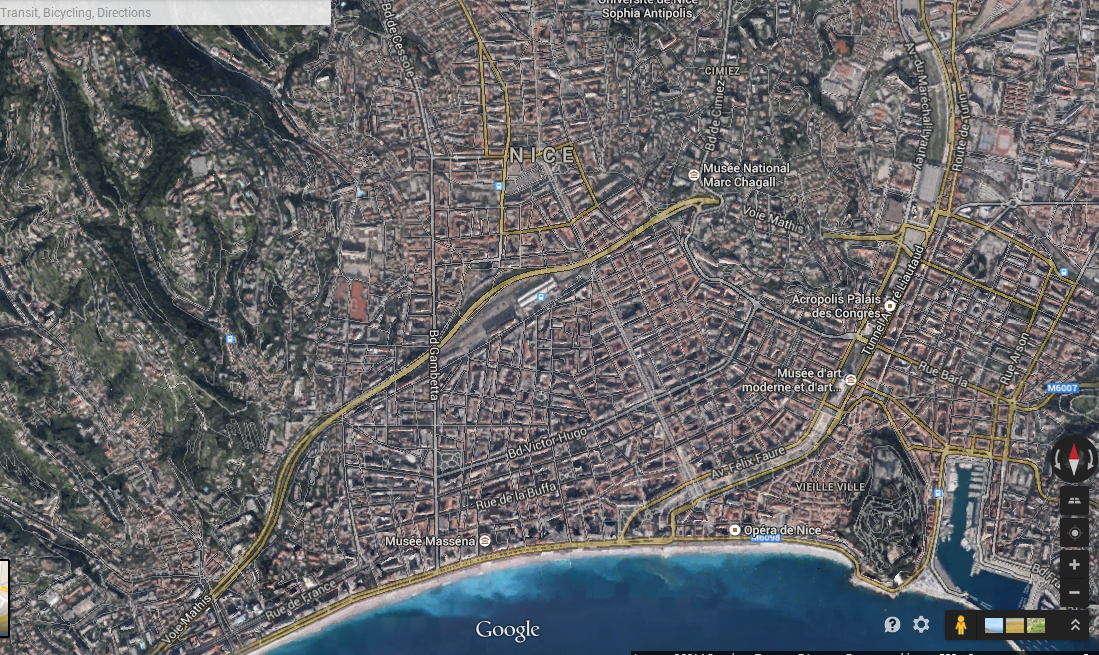 Transit, Bicycling, Directions
Université de Nice
Sophia Antipolis
Bd de Cessole
CIMIEZ
Bd de Cimiez
Av. du Maréchal Lyautey
Route de Turin
NICE
Musée National
Marc Chagall
Voie Mathis
Acropolis Palais
des Congrès
Tunnel André Liautaud
Bd Gambetta
Musée d'art
moderne et d'art...
Rue Barla
Rue Arson
M6007
Bd Victor Hugo
Av. Félix Faure
Rue de la Buffa
VIEILLE VILLE
Opéra de Nice
M6098
Musée Masséna
Rue de France
Voie Mathis
Google